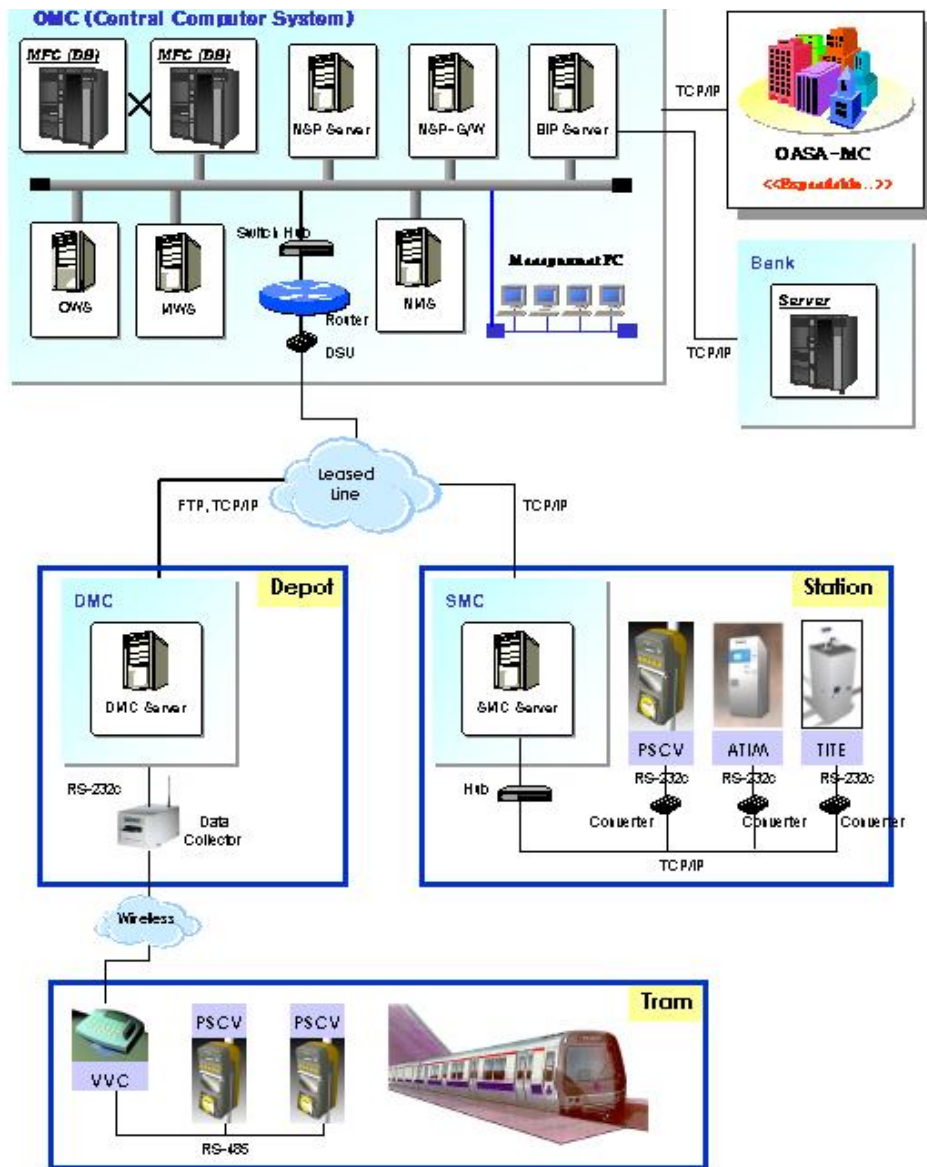 OMC (Central Computer System)
MFC (DB)
MFC (DB)
NSP Server
NSP-G/W
BIP Server
TCP/IP
OASA-MC
<<Expandable..>>
Switch Hub
OWS
MWS
Router
NMS
Management PC
DSU
TCP/IP
Bank
Server
Leased
Line
FTP, TCP/IP
TCP/IP
Depot
DMC
DMC Server
RS-232c
Data
Collector
Station
SMC
SMC Server
PSCV
ATIM
TITE
RS-232c
RS-232c
RS-232c
Hub
Converter
Converter
Converter
TCP/IP
Wireless
Tram
VVC
PSCV
PSCV
RS-485